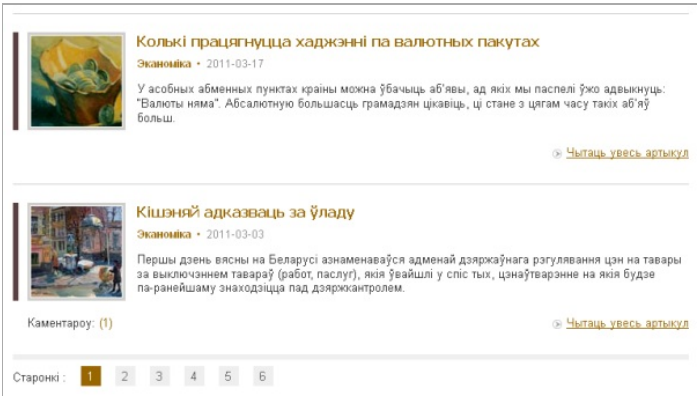 Колькі працягнуцца хаджэнні па валютных пакутах
Эканоміка • 2011-03-17
У асобных абменных пунктах краіны можна ўбачыць аб'явы, ад якіх мы паспелі ўжо адвыкнуць:
"Валюты няма". Абсалютную большасць грамадзян цікавіць, ці стане з цягам часу такіх аб'яў
больш.
Чытаць увесь артыкул
Кішэняй адказваць за ўладу
Эканоміка • 2011-03-03
Першы дзень вясны на Беларусі азнаменаваўся адменай дзяржаўнага рэгулявання цэн на тавары
за выключэннем тавараў (работ, паслуг), якія ўвайшлі у спіс тых, цэнаўтварэнне на якія будзе
па-ранейшаму знаходзіцца пад дзяржкантролем.
Каментароу: (1)
Чытаць увесь артыкул
Старонкі : 1 2 3 4 5 6